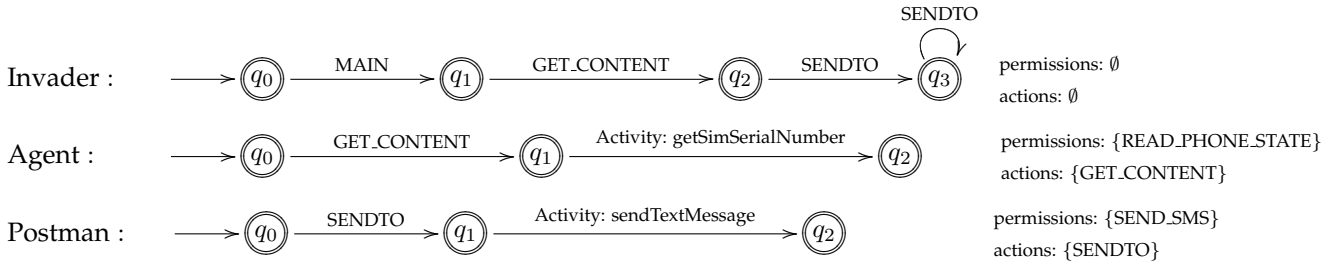 SENDTO
Invader : q0 MAIN q1 GET_CONTENT q2 SENDTO q3 permissions: ∅
actions: ∅
Agent : q0 GET_CONTENT q1 Activity: getSimSerialNumber q2 permissions: {READ_PHONE_STATE}
actions: {GET_CONTENT}
Postman : q0 SENDTO q1 Activity: sendTextMessage q2 permissions: {SEND_SMS}
actions: {SENDTO}